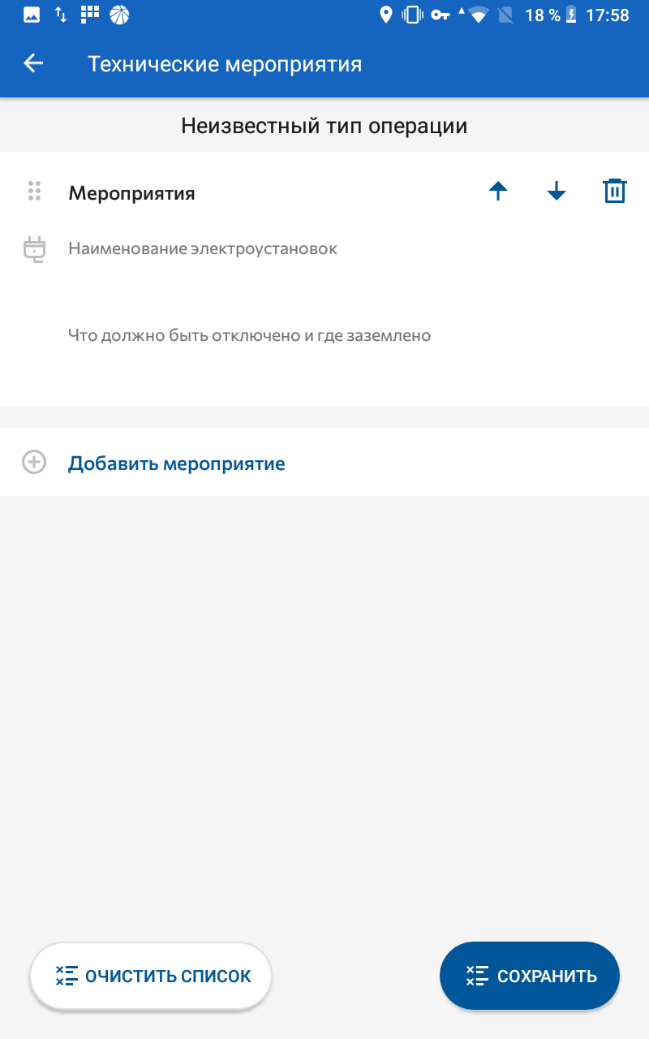 18 % 17:58
Технические мероприятия
Неизвестный тип операции
Мероприятия
Наименование электроустановок
Что должно быть отключено и где заземлено
Добавить мероприятие
ОЧИСТИТЬ СПИСОК
СОХРАНИТЬ